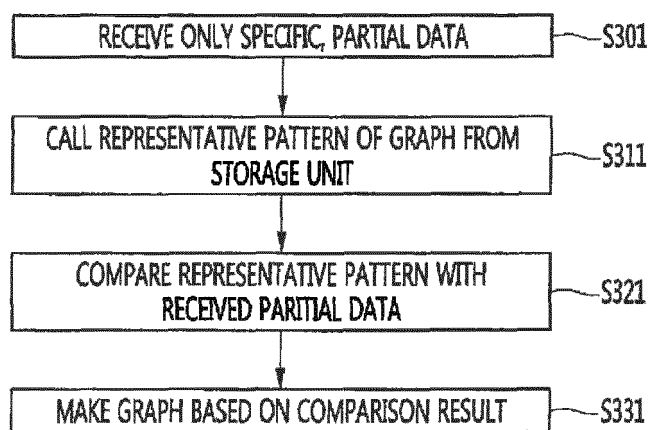 RECEIVE ONLY SPECIFIC, PARTIAL DATA
S301
CALL REPRESENTATIVE PATTERN OF GRAPH FROM
STORAGE UNIT
S311
COMPARE REPRESENTATIVE PATTERN WITH
RECEIVED PARITIAL DATA
S321
MAKE GRAPH BASED ON COMPARISON RESULT
S331